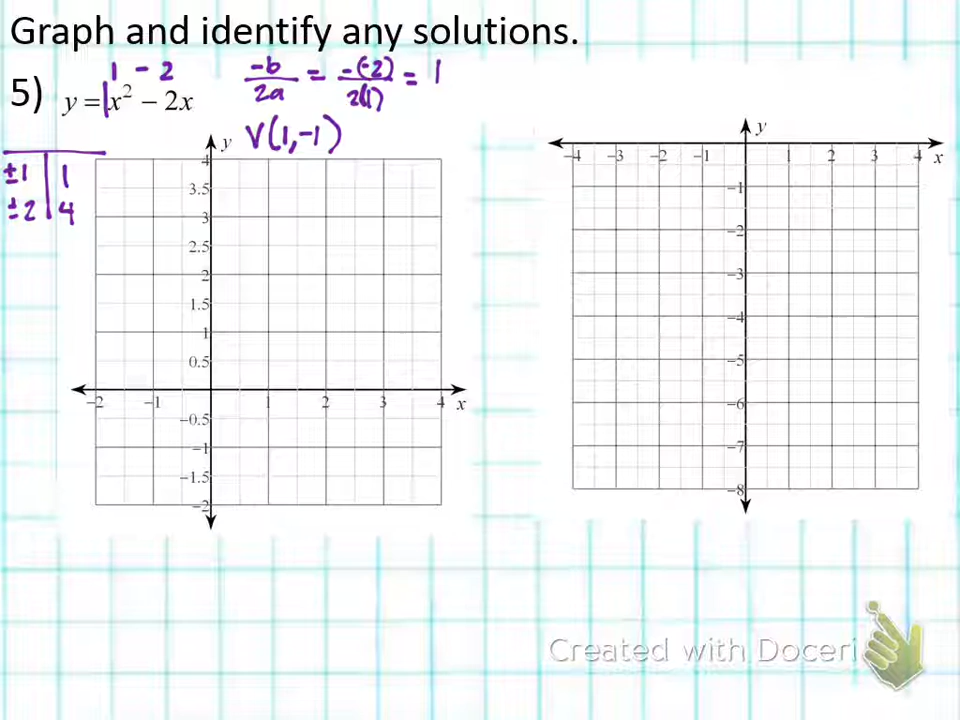 Graph and identify any solutions.
1 - 2
5) y = 1x² − 2x
-b/2a = -(-2)/2(1) = 1
V(1,-1)
±1 | 1
±2 | 4
y
4
3.5
3
2.5
2
1.5
1
0.5
−2 −1 1 2 3 4 x
−0.5
−1
−1.5
−2
y
−4 −3 −2 −1 1 2 3 4 x
−1
−2
−3
−4
−5
−6
−7
−8
Created with Doceri